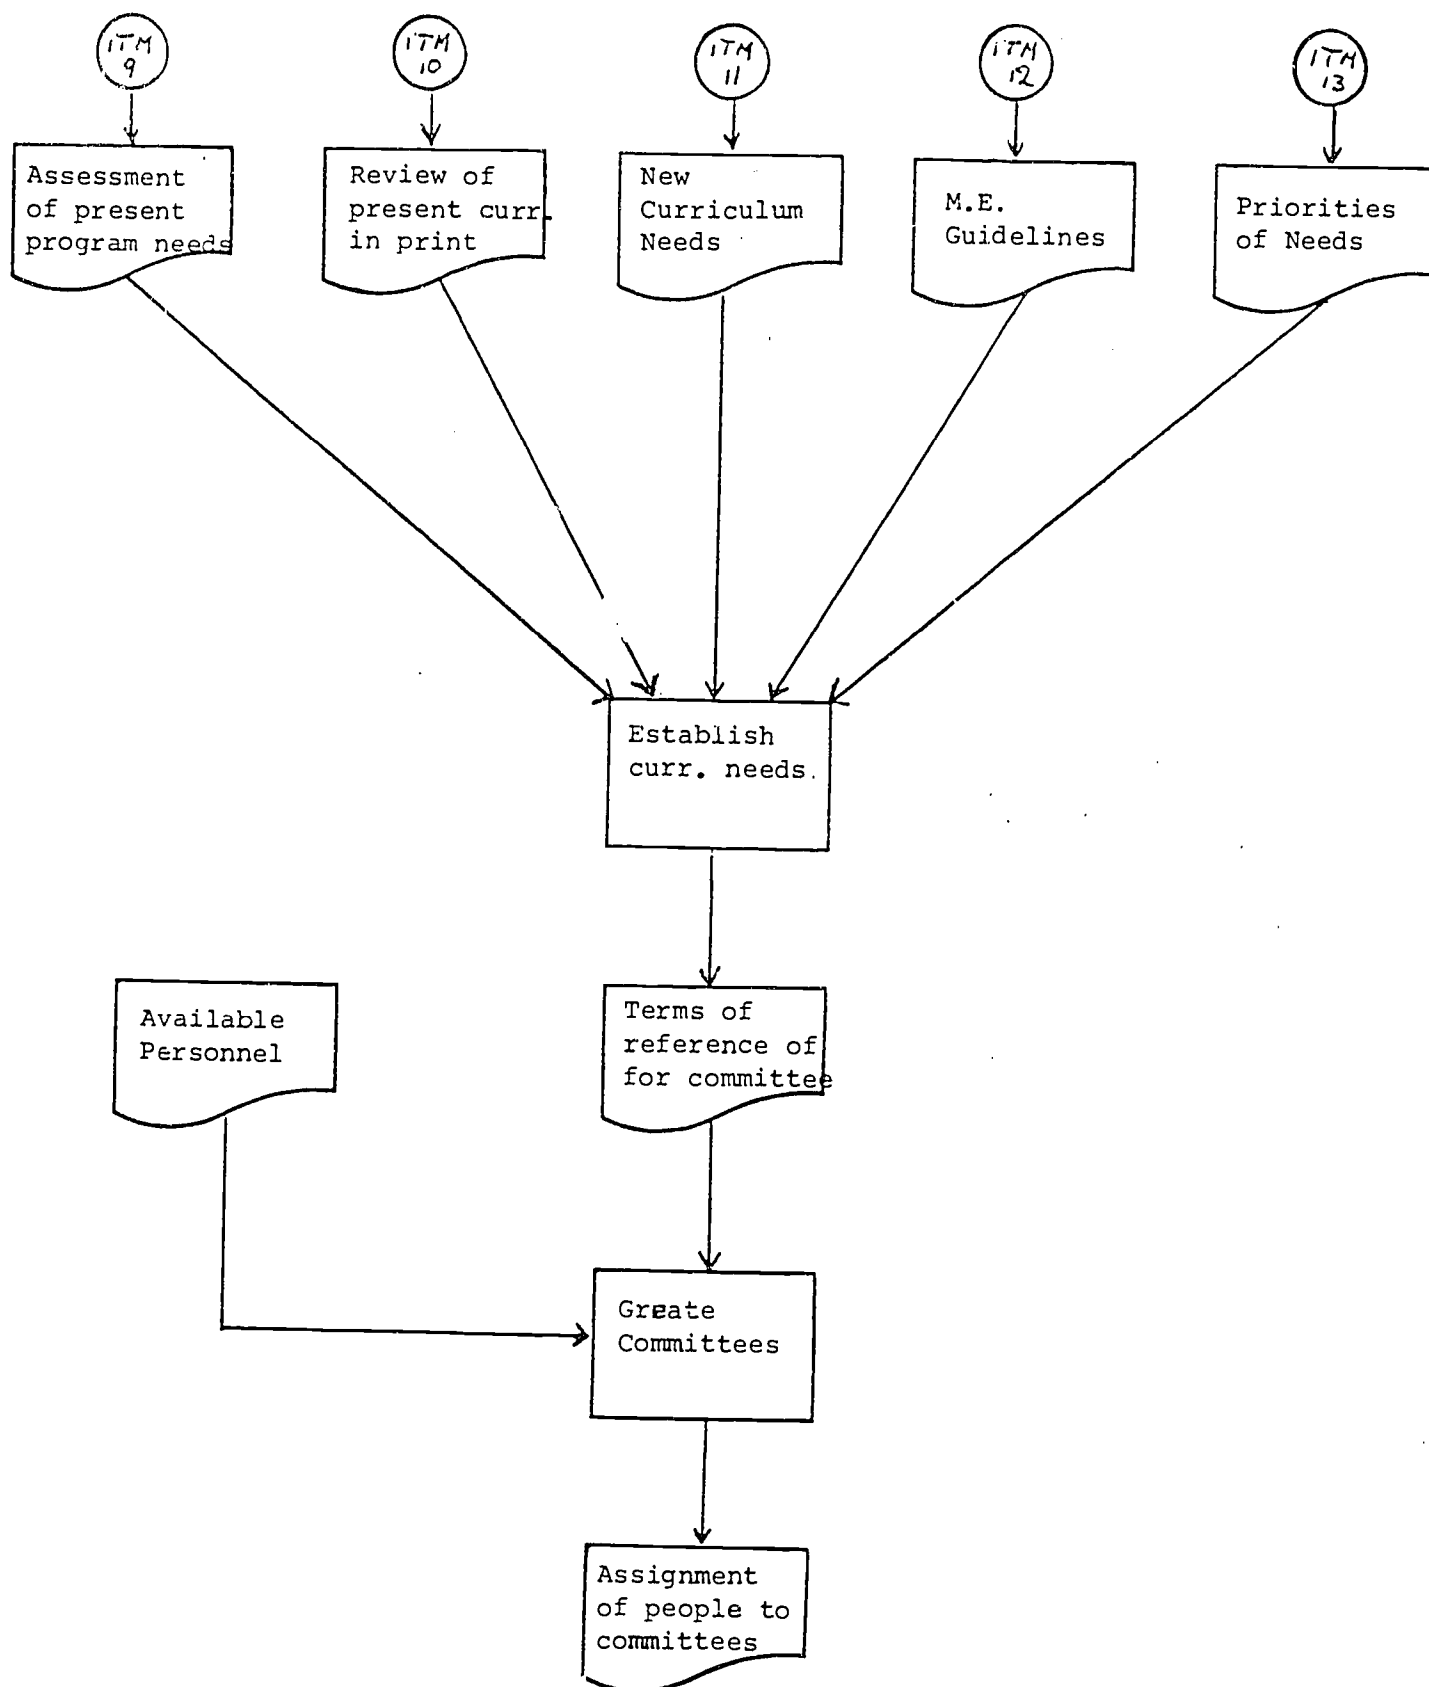 ITM
9
ITM
10
ITM
11
ITM
12
ITM
13
Assessment
of present
program needs
Review of
present curr.
in print
New
Curriculum
Needs
M.E.
Guidelines
Priorities
of Needs
Establish
curr. needs.
Available
Personnel
Terms of
reference of
for committee
Greate
Committees
Assignment
of people to
committees